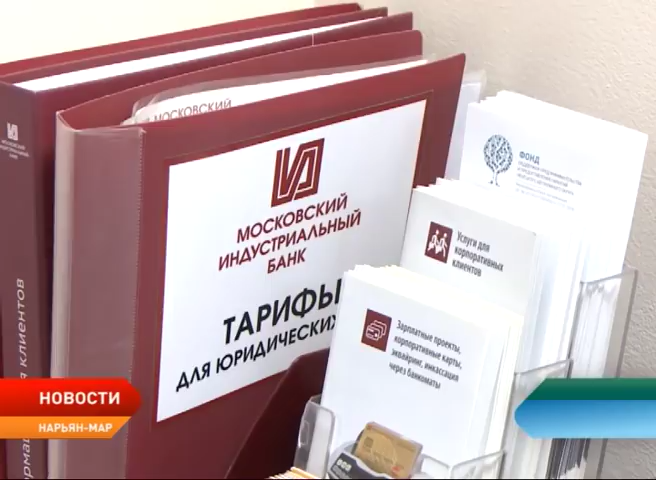 МОСКОВСКИЙ
МОСКОВСКИЙ
ИНДУСТРИАЛЬНЫЙ
БАНК
ТАРИФЫ
ДЛЯ ЮРИДИЧЕСКИХ
ФОНД
Услуги для
корпоративных
клиентов
Зарплатные проекты,
корпоративные карты,
эквайринг, инкассация
через банкоматы
клиентов
НОВОСТИ
НАРЬЯН-МАР